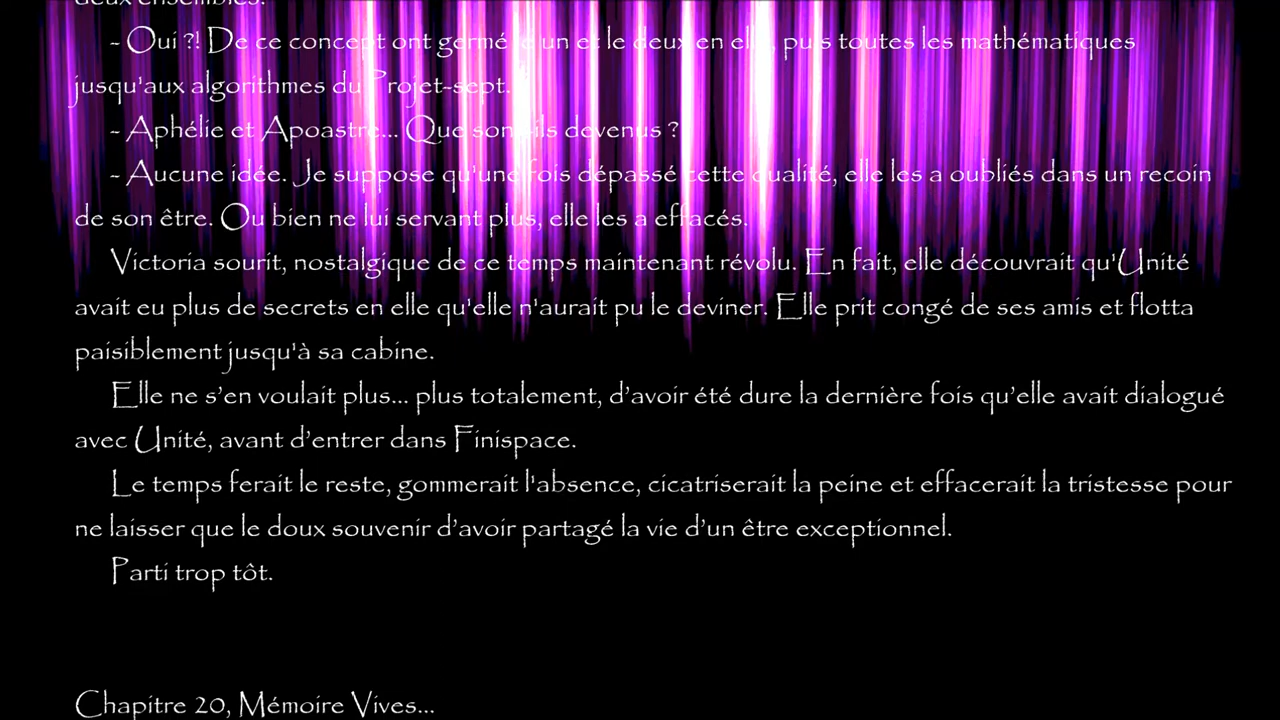 deux ensembles.
- Oui ?! De ce concept ont germé le un et le deux en elle, puis toutes les mathématiques
jusqu'aux algorithmes du Projet-sept.
- Aphélie et Apoastre... Que sont-ils devenus ?
- Aucune idée. Je suppose qu'une fois dépassé cette qualité, elle les a oubliés dans un recoin
de son être. Ou bien ne lui servant plus, elle les a effacés.
Victoria sourit, nostalgique de ce temps maintenant révolu. En fait, elle découvrait qu'Unité
avait eu plus de secrets en elle qu'elle n'aurait pu le deviner. Elle prit congé de ses amis et flotta
paisiblement jusqu'à sa cabine.
Elle ne s’en voulait plus... plus totalement, d’avoir été dure la dernière fois qu’elle avait dialogué
avec Unité, avant d’entrer dans Finispace.
Le temps ferait le reste, gommerait l'absence, cicatriserait la peine et effacerait la tristesse pour
ne laisser que le doux souvenir d’avoir partagé la vie d’un être exceptionnel.
Parti trop tôt.
Chapitre 20, Mémoire Vives...